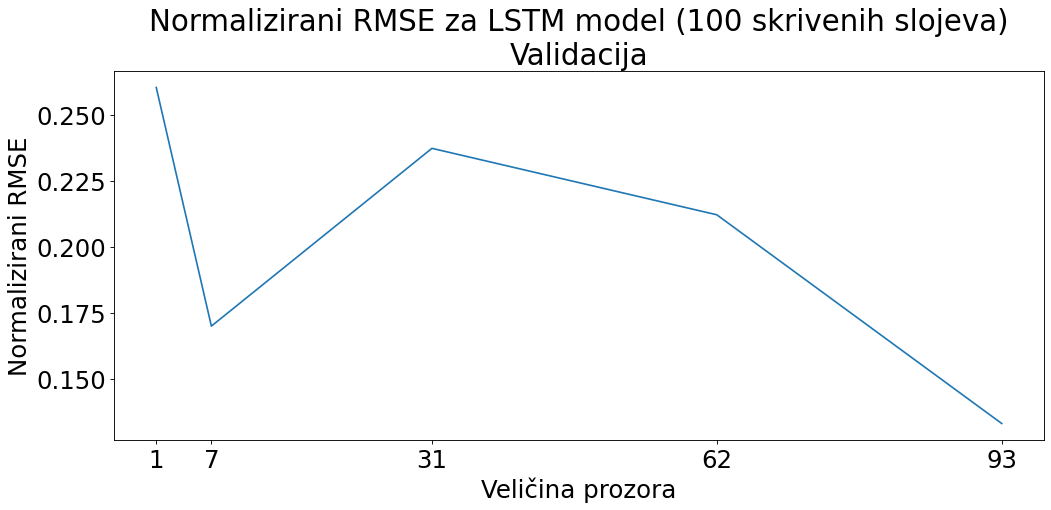 Normalizirani RMSE za LSTM model (100 skrivenih slojeva)
Validacija
Normalizirani RMSE
0.250
0.225
0.200
0.175
0.150
1 7 31 62 93
Veličina prozora